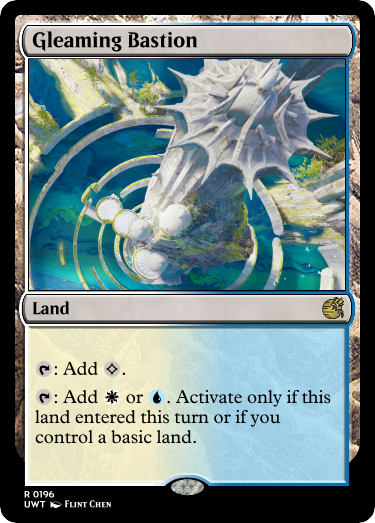 Gleaming Bastion
Land
: Add .
: Add or . Activate only if this
land entered this turn or if you
control a basic land.
R 0196
UWT FLINT CHEN